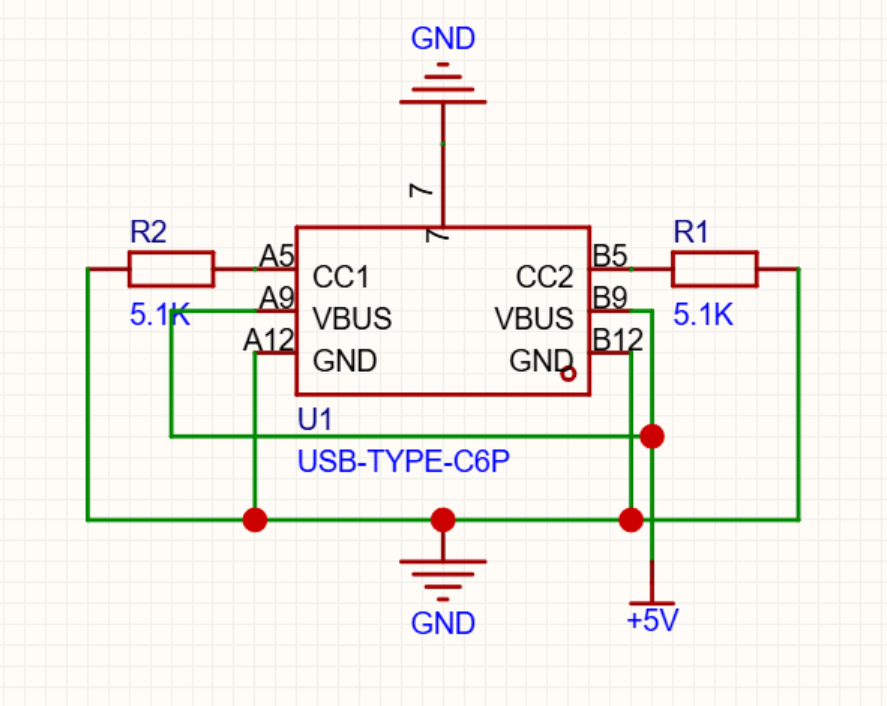 GND
7
7
R2
R1
A5
B5
CC1
CC2
A9
B9
5.1K
5.1K
VBUS
VBUS
A12
B12
GND
GND
U1
USB-TYPE-C6P
GND
+5V